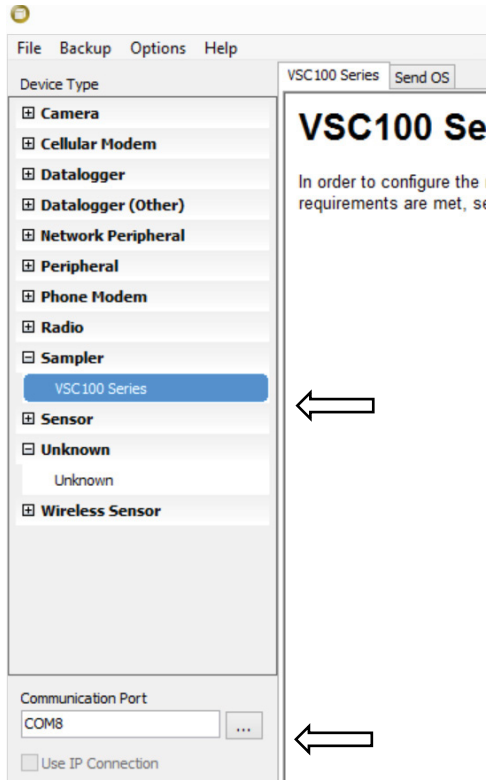 File Backup Options Help
Device Type
VSC100 Series Send OS
Camera
Cellular Modem
Datalogger
Datalogger (Other)
Network Peripheral
Peripheral
Phone Modem
Radio
Sampler
VSC100 Series
Sensor
Unknown
Unknown
Wireless Sensor
Communication Port
COM8
...
Use IP Connection
VSC100 Se
In order to configure the
requirements are met, se